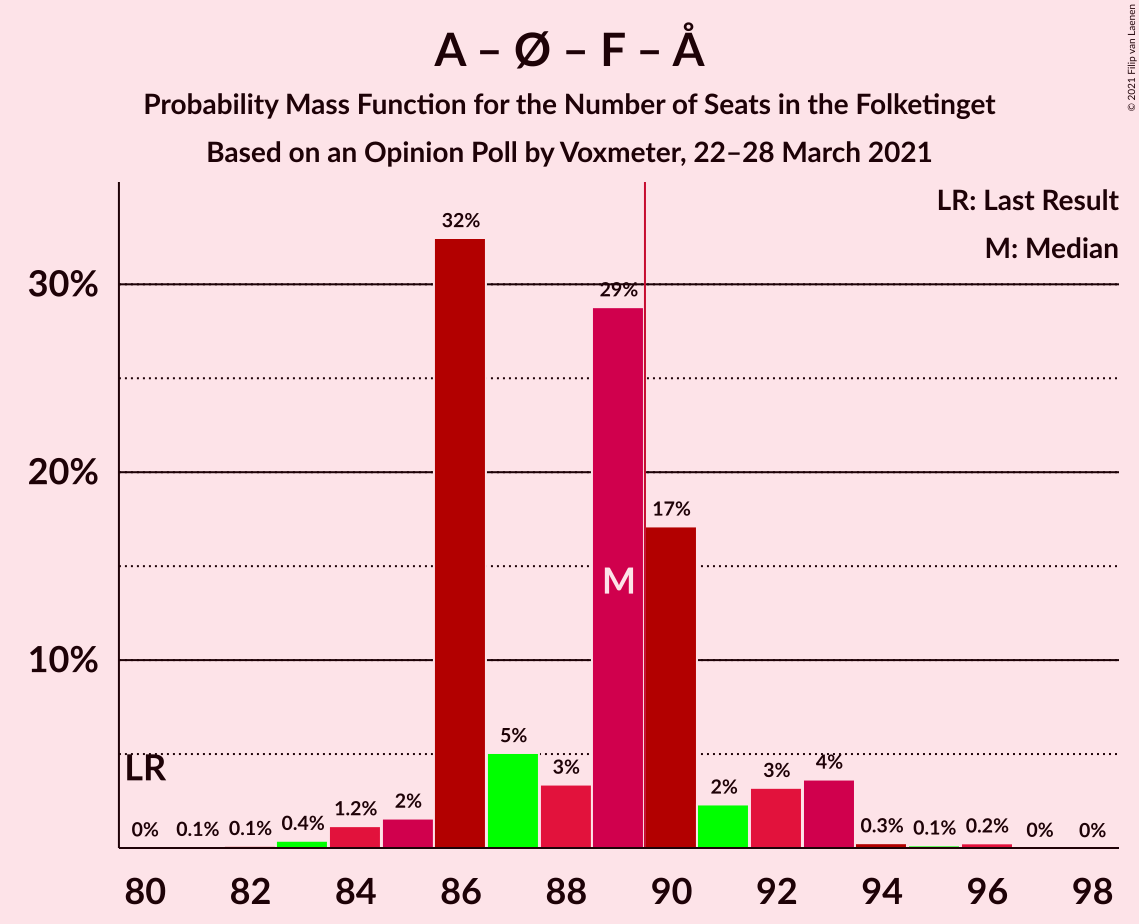 A – Ø – F – Å
Probability Mass Function for the Number of Seats in the Folketinget
Based on an Opinion Poll by Voxmeter, 22–28 March 2021
© 2021 Filip van Laenen
LR: Last Result
M: Median
30%
20%
10%
LR
M
0% 0.1% 0.1% 0.4% 1.2% 2% 32% 5% 3% 29% 17% 2% 3% 4% 0.3% 0.1% 0.2% 0% 0%
80 82 84 86 88 90 92 94 96 98